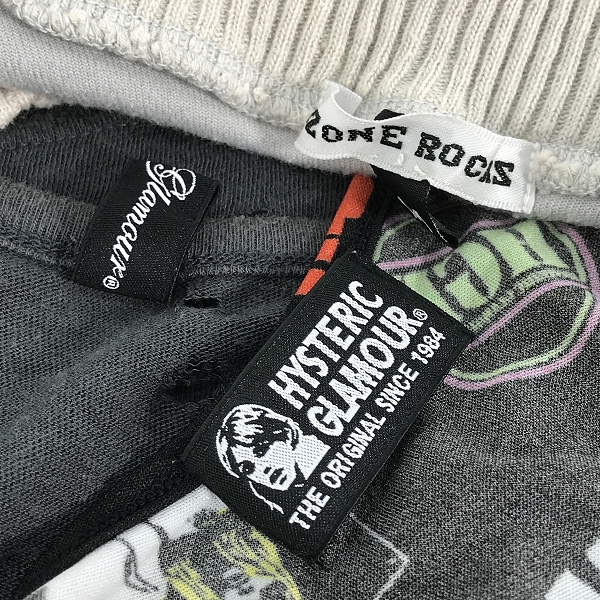 ZONE ROCKS
Glamour®
HYSTERIC
GLAMOUR®
THE ORIGINAL SINCE 1984